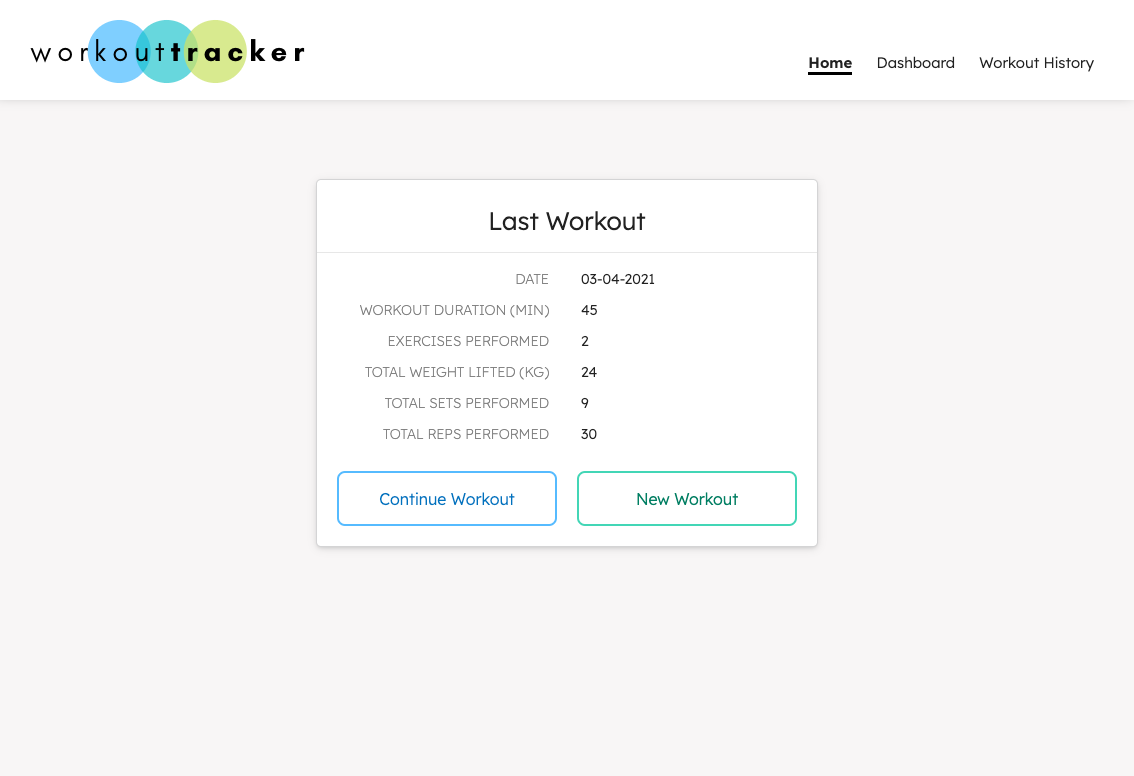 workouttracker
Home Dashboard Workout History
Last Workout
DATE 03-04-2021
WORKOUT DURATION (MIN) 45
EXERCISES PERFORMED 2
TOTAL WEIGHT LIFTED (KG) 24
TOTAL SETS PERFORMED 9
TOTAL REPS PERFORMED 30
Continue Workout New Workout